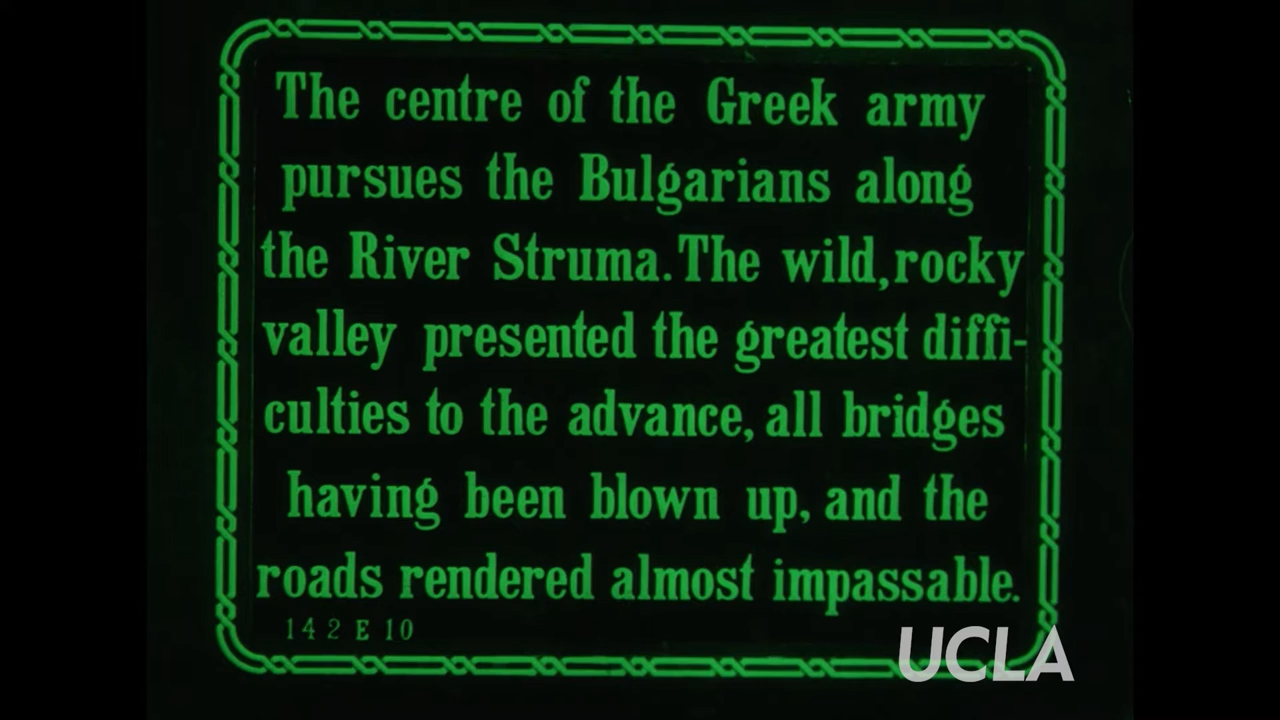 The centre of the Greek army
pursues the Bulgarians along
the River Struma. The wild, rocky
valley presented the greatest diffi-
culties to the advance, all bridges
having been blown up, and the
roads rendered almost impassable.
142 E 10
UCLA